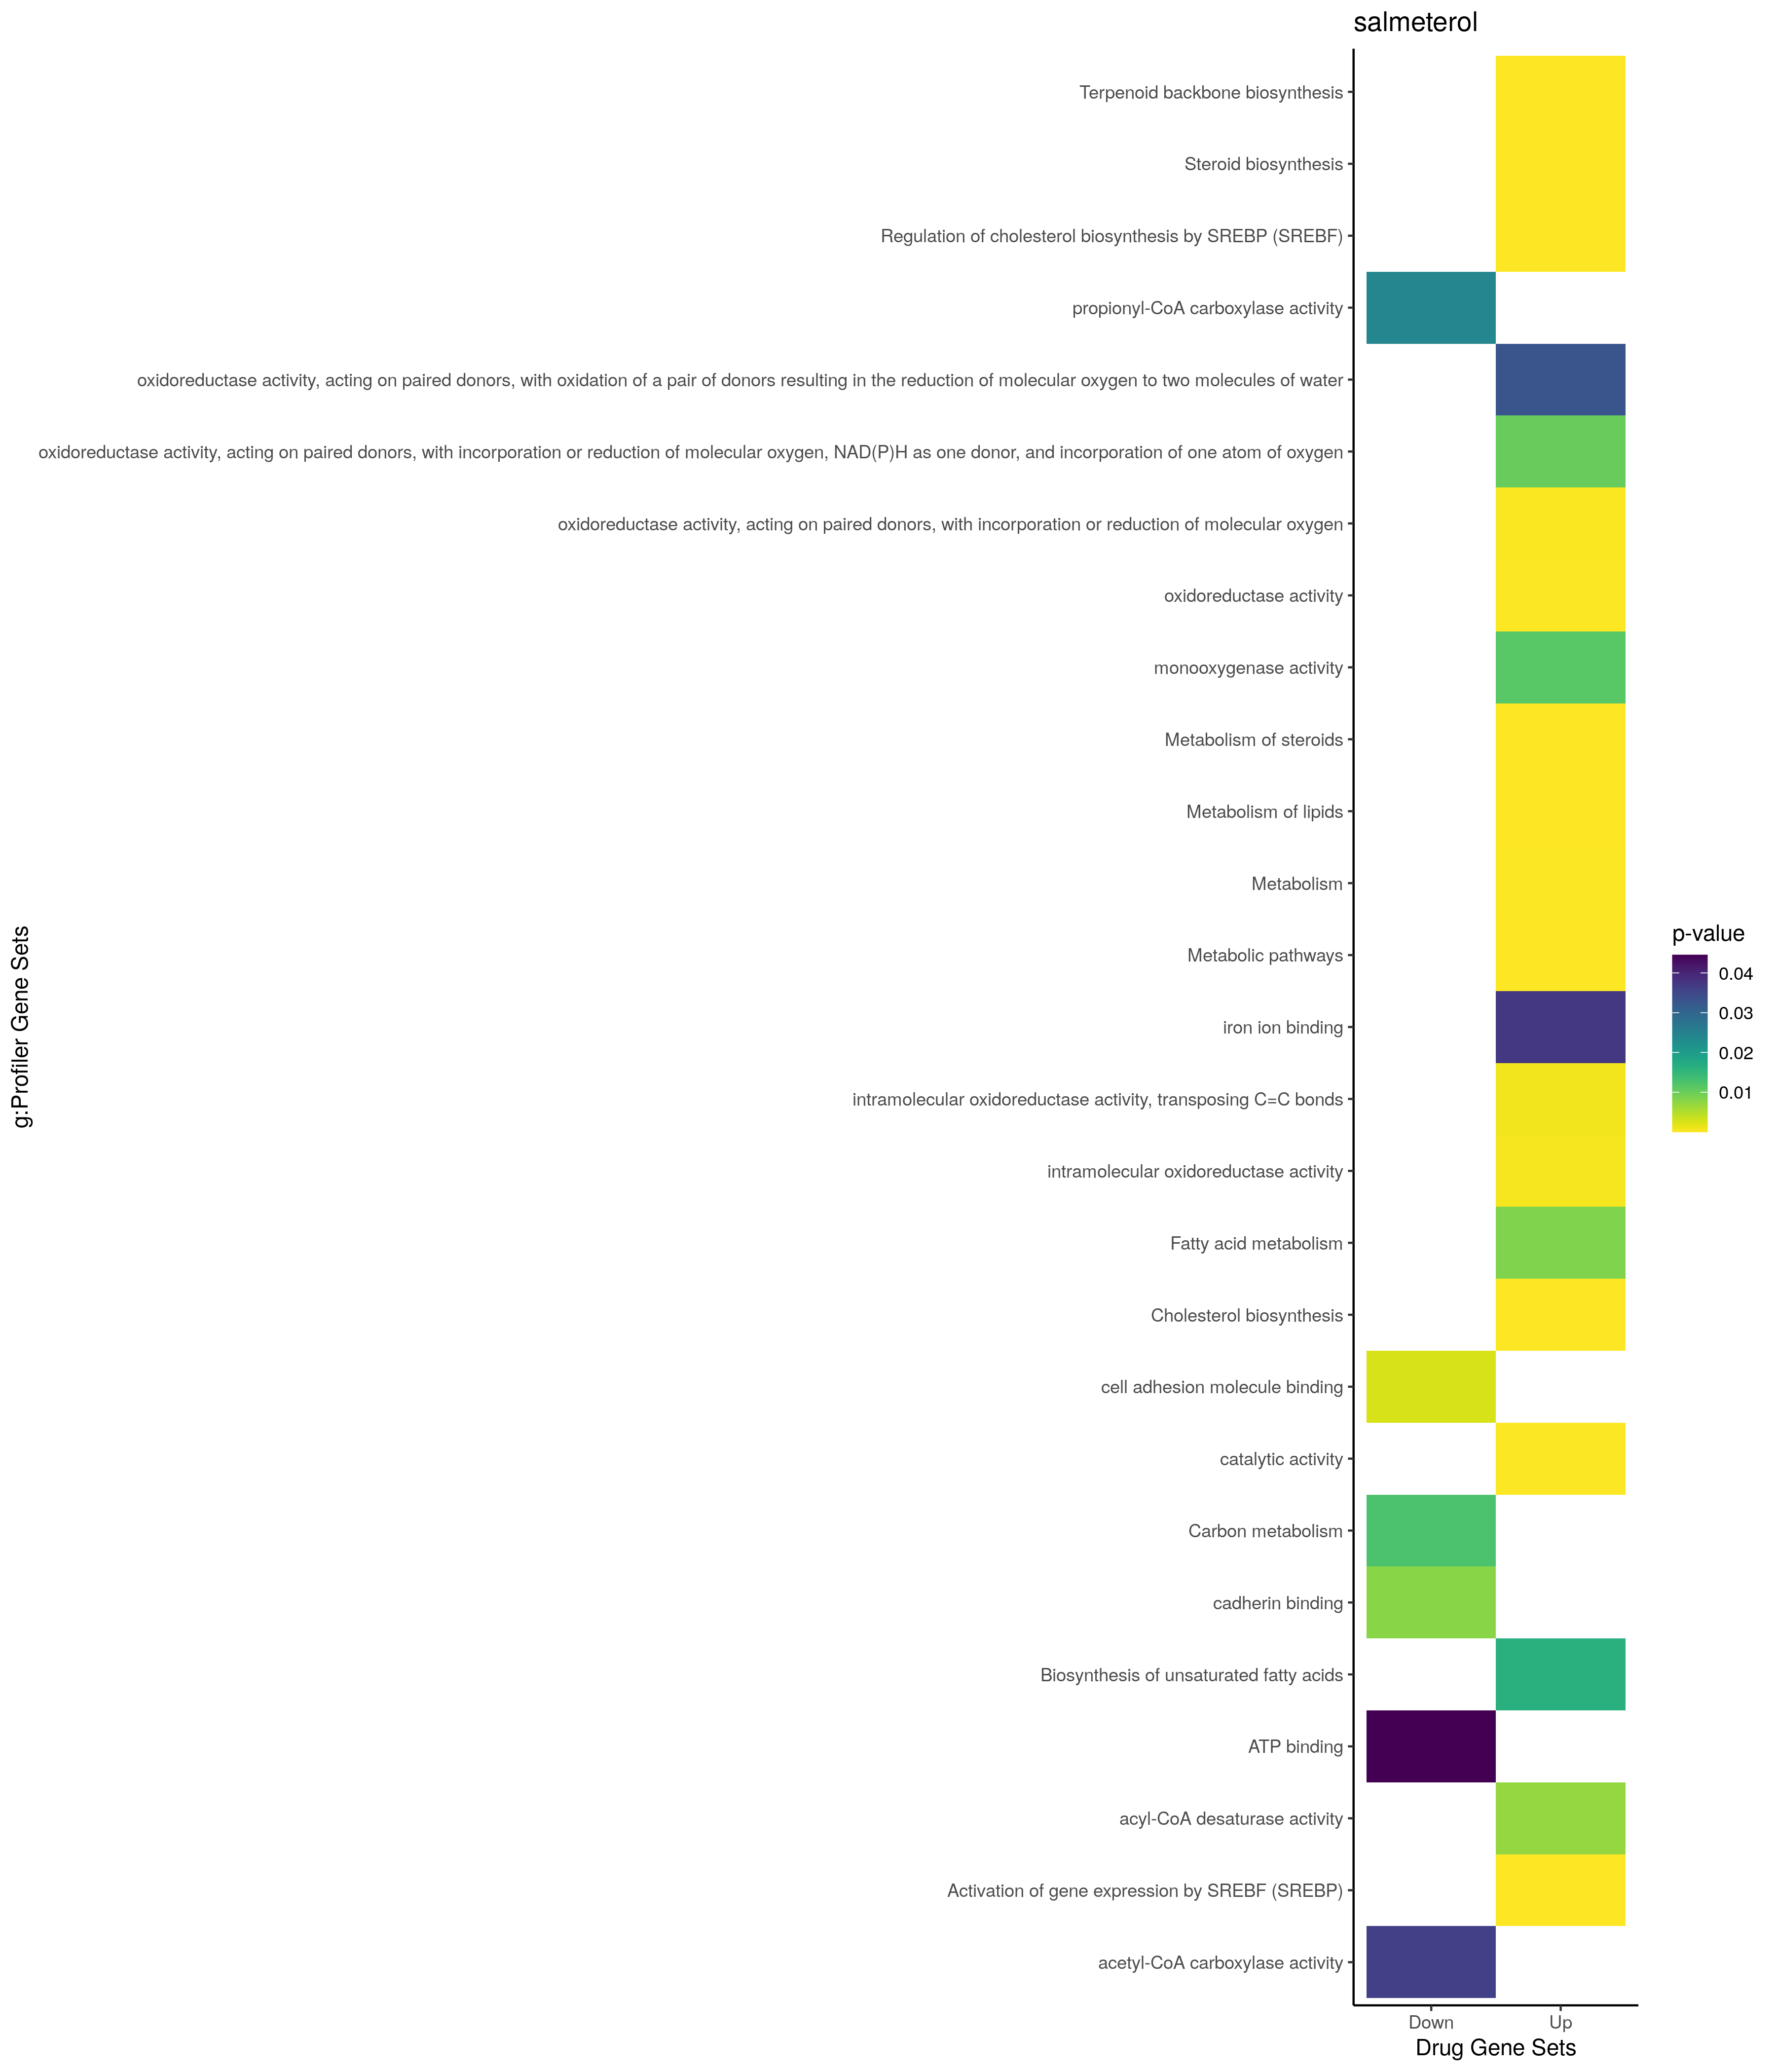 salmeterol
Terpenoid backbone biosynthesis
Steroid biosynthesis
Regulation of cholesterol biosynthesis by SREBP (SREBF)
propionyl-CoA carboxylase activity
oxidoreductase activity, acting on paired donors, with oxidation of a pair of donors resulting in the reduction of molecular oxygen to two molecules of water
oxidoreductase activity, acting on paired donors, with incorporation or reduction of molecular oxygen, NAD(P)H as one donor, and incorporation of one atom of oxygen
oxidoreductase activity, acting on paired donors, with incorporation or reduction of molecular oxygen
oxidoreductase activity
monooxygenase activity
Metabolism of steroids
Metabolism of lipids
Metabolism
Metabolic pathways
iron ion binding
intramolecular oxidoreductase activity, transposing C=C bonds
intramolecular oxidoreductase activity
Fatty acid metabolism
Cholesterol biosynthesis
cell adhesion molecule binding
catalytic activity
Carbon metabolism
cadherin binding
Biosynthesis of unsaturated fatty acids
ATP binding
acyl-CoA desaturase activity
Activation of gene expression by SREBF (SREBP)
acetyl-CoA carboxylase activity
g:Profiler Gene Sets
Down
Up
Drug Gene Sets
p-value
0.04
0.03
0.02
0.01